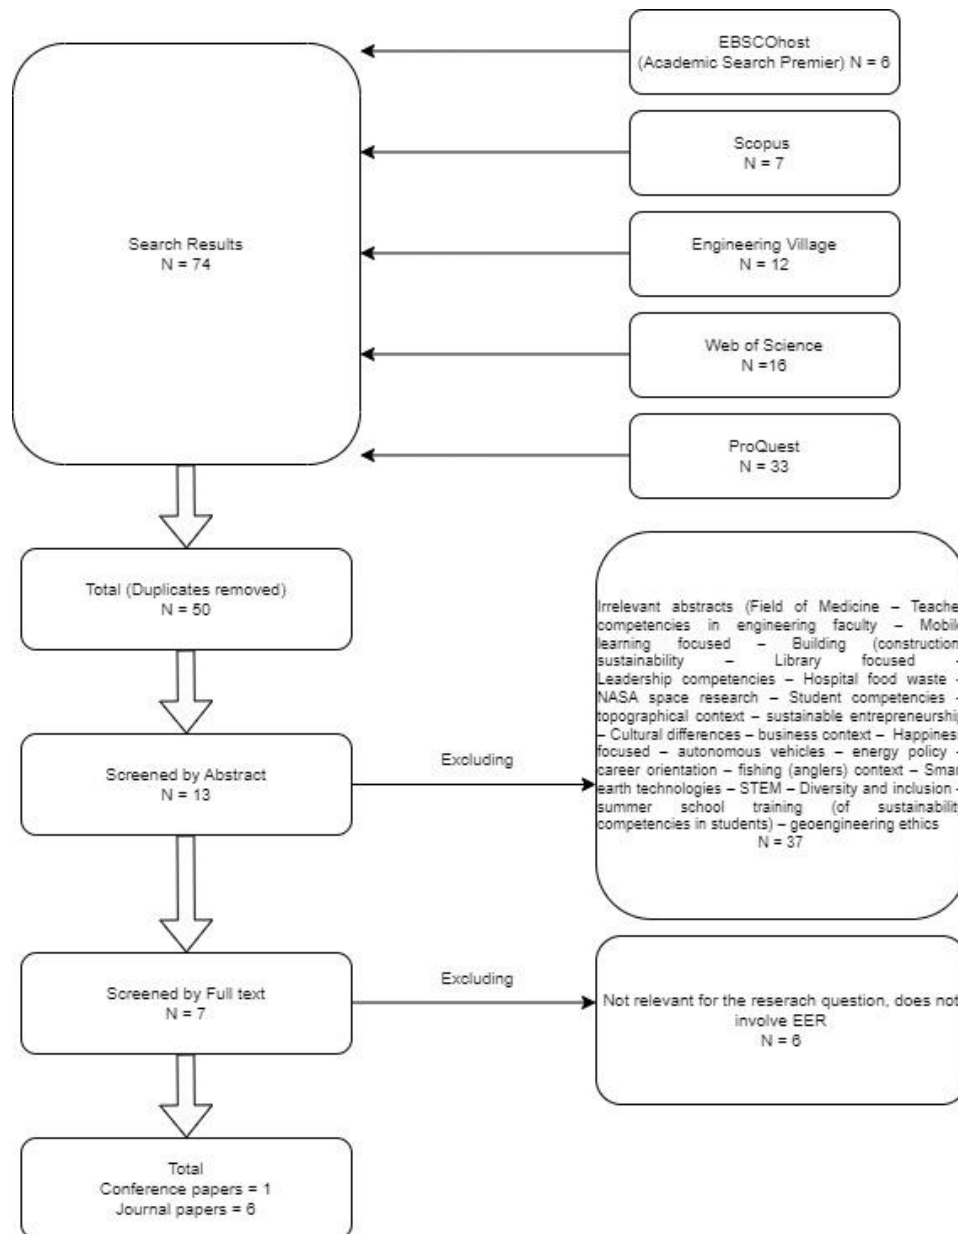 EBSCOhost
(Academic Search Premier) N = 6
Scopus
N = 7
Search Results
N = 74
Engineering Village
N = 12
Web of Science
N =16
ProQuest
N = 33
Total (Duplicates removed)
N = 50
Irrelevant abstracts (Field of Medicine – Teache
competencies in engineering faculty – Mobil
learning focused – Building (construction
sustainability – Library focused -
Leadership competencies – Hospital food waste -
NASA space research – Student competencies -
topographical context – sustainable entrepreneurship
– Cultural differences – business context – Happines
focused – autonomous vehicles – energy policy -
career orientation – fishing (anglers) context – Smar
earth technologies – STEM – Diversity and inclusion -
summer school training (of sustainability
competencies in students) – geoengineering ethics
N = 37
Screened by Abstract
N = 13
Excluding
Screened by Full text
N = 7
Excluding
Not relevant for the reserach question, does not
involve EER
N = 6
Total
Conference papers = 1
Journal papers = 6